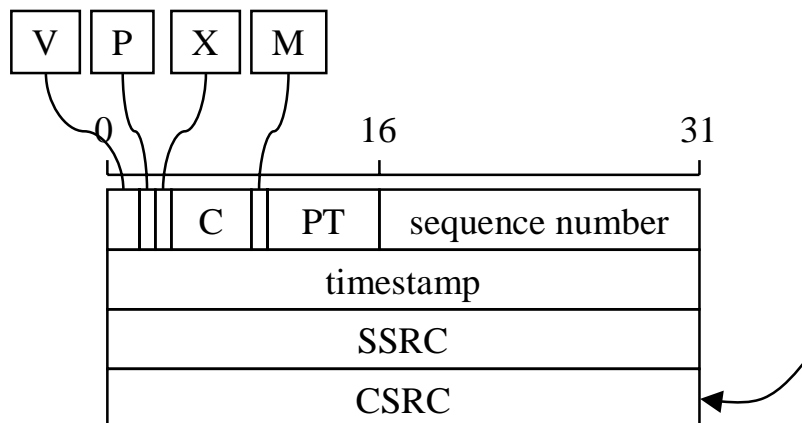 V P X M
0 16 31
C PT sequence number
timestamp
SSRC
CSRC